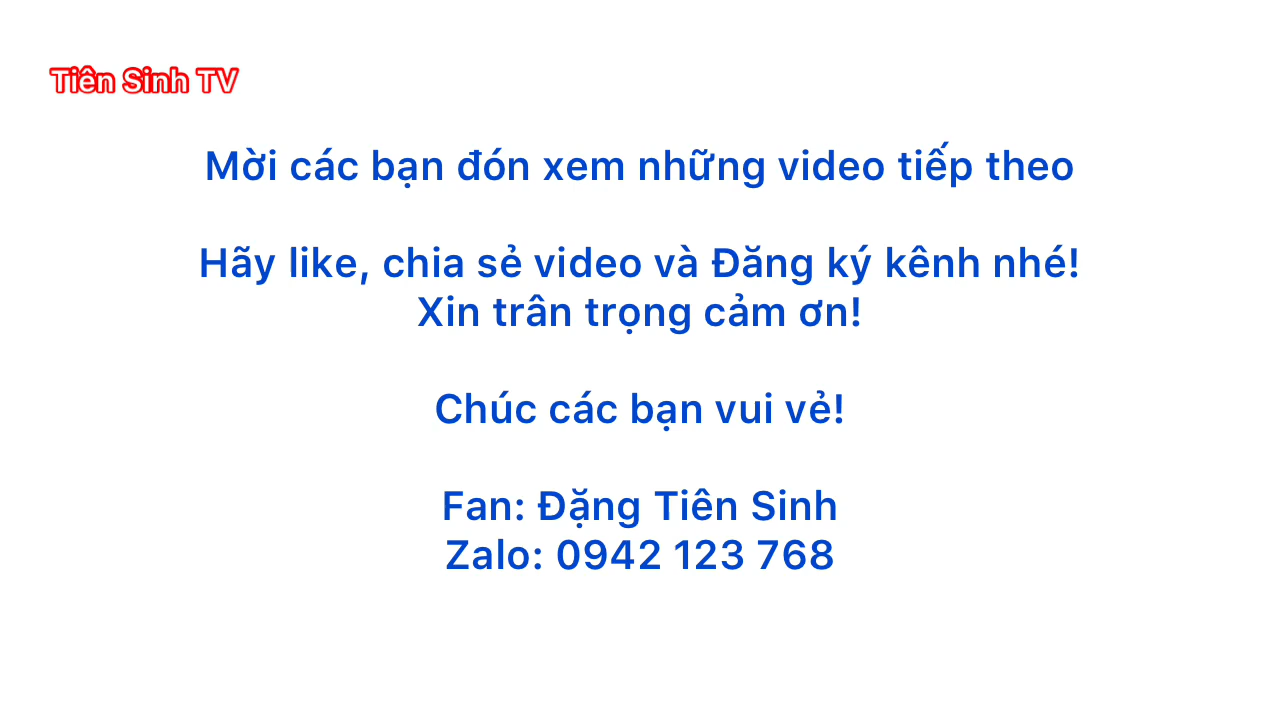 Tiên Sinh TV
Mời các bạn đón xem những video tiếp theo
Hãy like, chia sẻ video và Đăng ký kênh nhé!
Xin trân trọng cảm ơn!
Chúc các bạn vui vẻ!
Fan: Đặng Tiên Sinh
Zalo: 0942 123 768